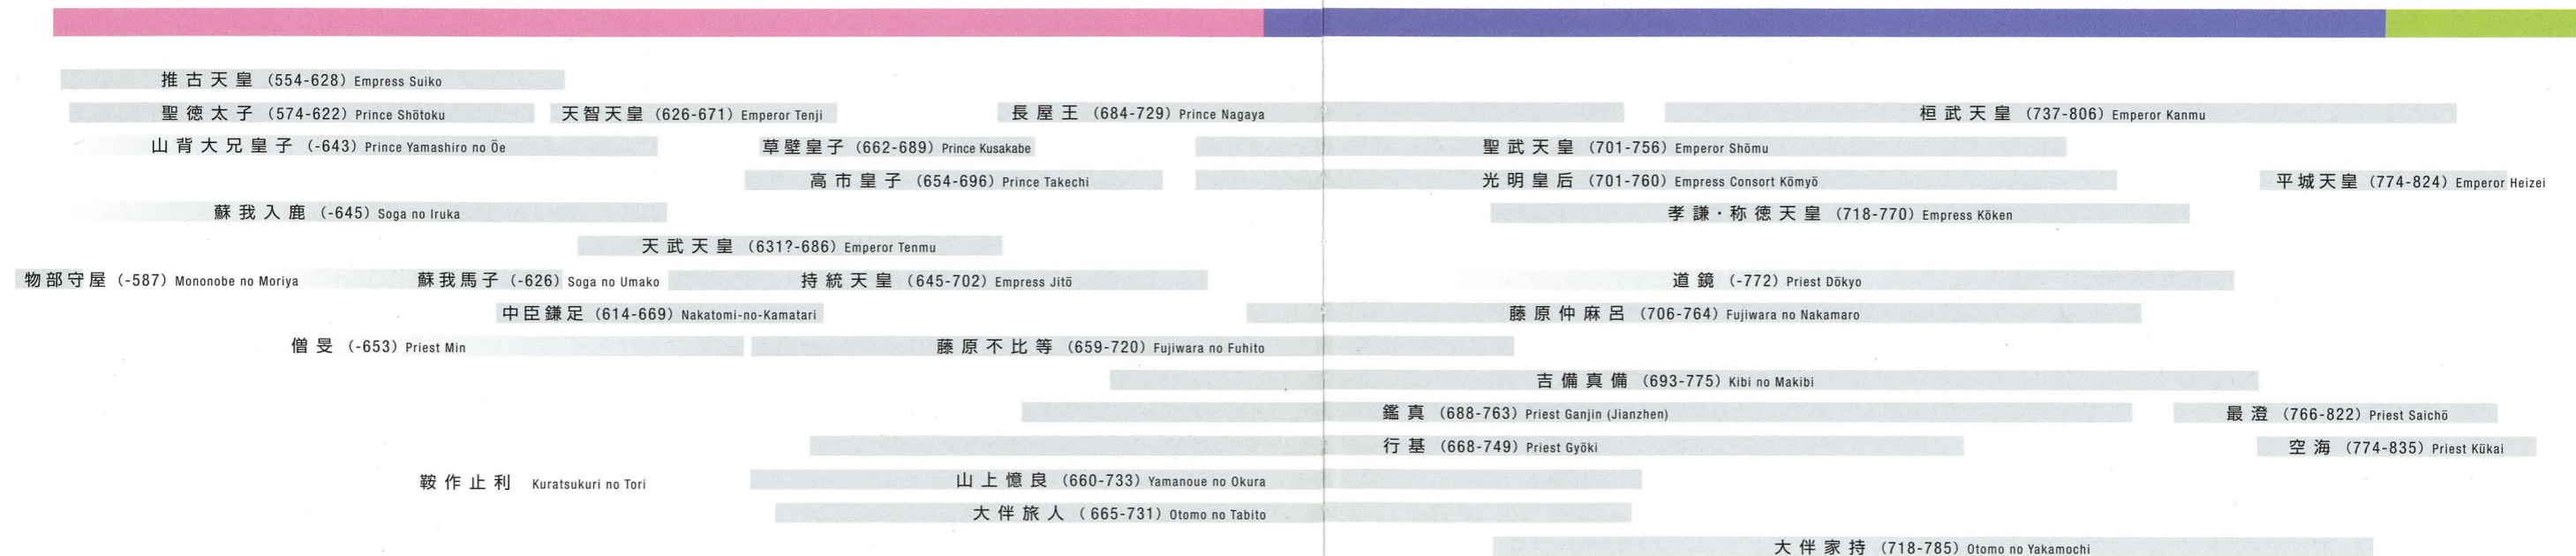 推古天皇 (554-628) Empress Suiko
聖徳太子 (574-622) Prince Shōtoku
天智天皇 (626-671) Emperor Tenji
長屋王 (684-729) Prince Nagaya
桓武天皇 (737-806) Emperor Kanmu
山背大兄皇子 (-643) Prince Yamashiro no Ōe
草壁皇子 (662-689) Prince Kusakabe
聖武天皇 (701-756) Emperor Shōmu
高市皇子 (654-696) Prince Takechi
光明皇后 (701-760) Empress Consort Kōmyō
平城天皇 (774-824) Emperor Heizei
蘇我入鹿 (-645) Soga no Iruka
孝謙・称徳天皇 (718-770) Empress Kōken
天武天皇 (631?-686) Emperor Tenmu
物部守屋 (-587) Mononobe no Moriya
蘇我馬子 (-626) Soga no Umako
持統天皇 (645-702) Empress Jitō
道鏡 (-772) Priest Dōkyo
中臣鎌足 (614-669) Nakatomi-no-Kamatari
藤原仲麻呂 (706-764) Fujiwara no Nakamaro
僧旻 (-653) Priest Min
藤原不比等 (659-720) Fujiwara no Fuhito
吉備真備 (693-775) Kibi no Makibi
鑑真 (688-763) Priest Ganjin (Jianzhen)
最澄 (766-822) Priest Saichō
行基 (668-749) Priest Gyōki
空海 (774-835) Priest Kūkai
鞍作止利 Kuratsukuri no Tori
山上憶良 (660-733) Yamanoue no Okura
大伴旅人 (665-731) Otomo no Tabito
大伴家持 (718-785) Otomo no Yakamochi